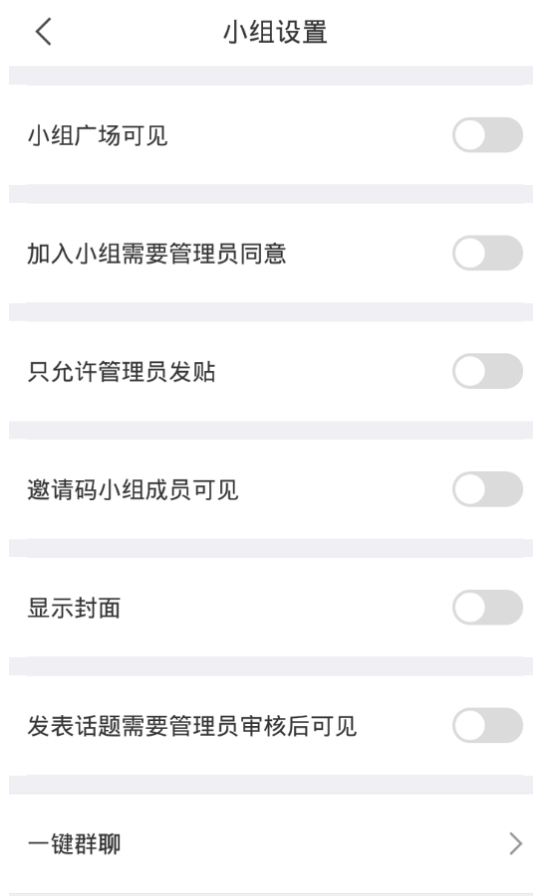 小组设置
小组广场可见
加入小组需要管理员同意
只允许管理员发贴
邀请码小组成员可见
显示封面
发表话题需要管理员审核后可见
一键群聊